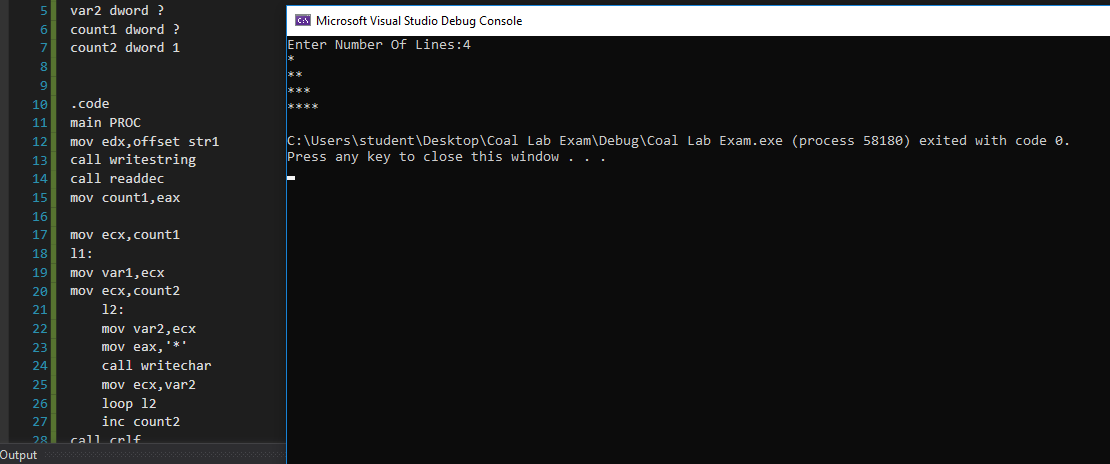 5 var2 dword ?
6 count1 dword ?
7 count2 dword 1
8
9
10 .code
11 main PROC
12 mov edx,offset str1
13 call writestring
14 call readdec
15 mov count1,eax
16
17 mov ecx,count1
18 l1:
19 mov var1,ecx
20 mov ecx,count2
21 l2:
22 mov var2,ecx
23 mov eax,'*'
24 call writechar
25 mov ecx,var2
26 loop l2
27 inc count2
28 call crlf
Output
Microsoft Visual Studio Debug Console
Enter Number Of Lines:4
*
**
***
****
C:\Users\student\Desktop\Coal Lab Exam\Debug\Coal Lab Exam.exe (process 58180) exited with code 0.
Press any key to close this window . . .